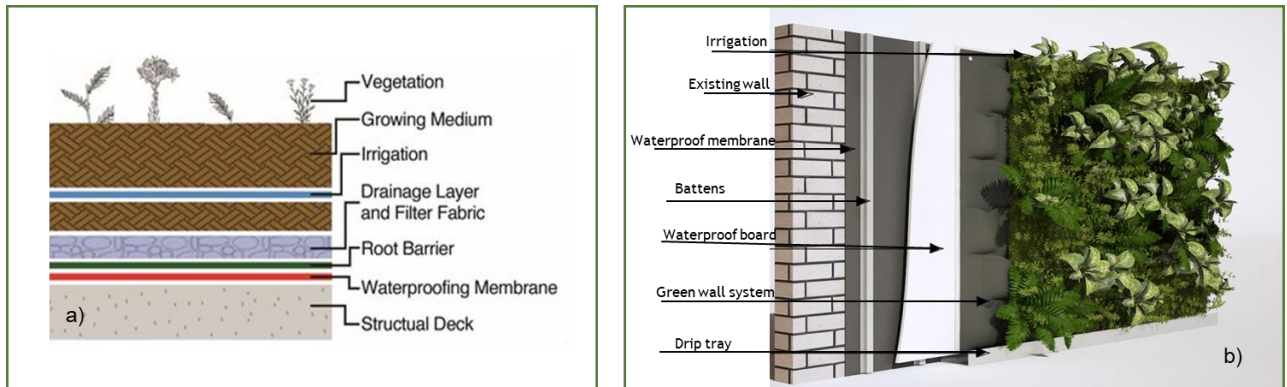 Vegetation
Growing Medium
Irrigation
Drainage Layer
and Filter Fabric
Root Barrier
Waterproofing Membrane
Structual Deck
a)
Irrigation
Existing wall
Waterproof membrane
Battens
Waterproof board
Green wall system
Drip tray
b)